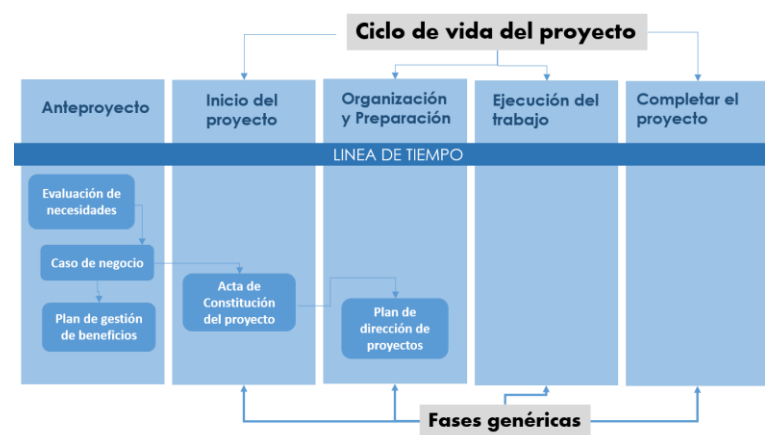 Ciclo de vida del proyecto
Anteproyecto
Inicio del
proyecto
Organización
y Preparación
Ejecución del
trabajo
Completar el
proyecto
LINEA DE TIEMPO
Evaluación de
necesidades
Caso de negocio
Plan de gestión
de beneficios
Acta de
Constitución
del proyecto
Plan de
dirección de
proyectos
Fases genéricas